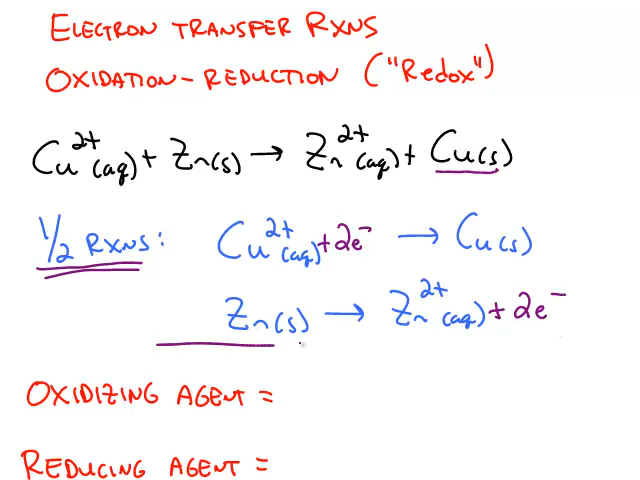 ELECTRON TRANSFER RXNS
OXIDATION-REDUCTION ("Redox")
Cu²⁺(aq) + Zn(s) → Zn²⁺(aq) + Cu(s)
1/2 RXNS: Cu²⁺(aq) + 2e⁻ → Cu(s)
Zn(s) → Zn²⁺(aq) + 2e⁻
OXIDIZING AGENT =
REDUCING AGENT =